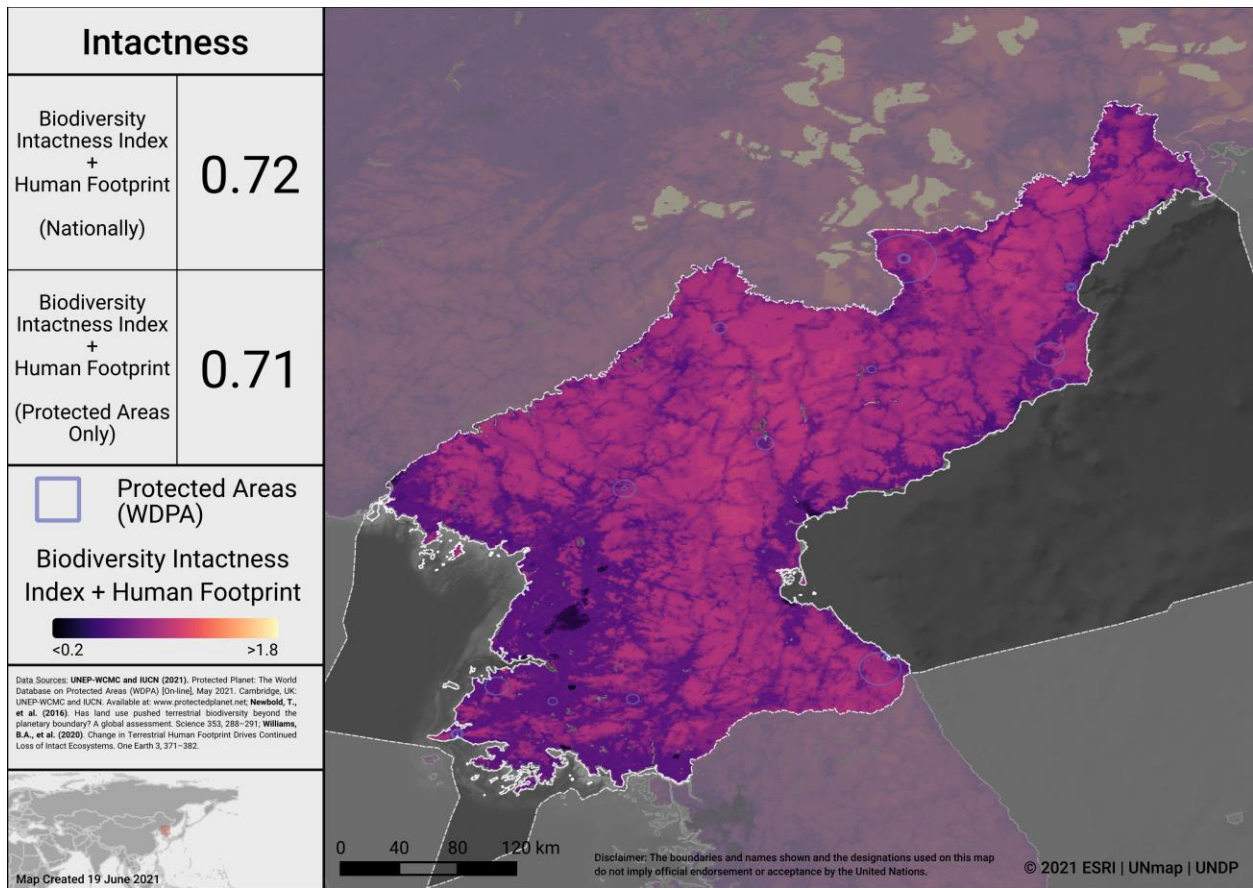 Intactness
Biodiversity
Intactness Index
+
Human Footprint
(Nationally)
0.72
Biodiversity
Intactness Index
+
Human Footprint
(Protected Areas
Only)
0.71
Protected Areas
(WDPA)
Biodiversity Intactness
Index + Human Footprint
<0.2
>1.8
Data Sources: UNEP-WCMC and IUCN (2021). Protected Planet: The World
Database on Protected Areas (WDPA) [On-line], May 2021. Cambridge, UK:
UNEP-WCMC and IUCN. Available at: www.protectedplanet.net; Newbold, T.,
et al. (2016). Has land use pushed terrestrial biodiversity beyond the
planetary boundary? A global assessment. Science 353, 288–291; Williams,
B.A., et al. (2020). Change in Terrestrial Human Footprint Drives Continued
Loss of Intact Ecosystems. One Earth 3, 371–382.
Map Created 19 June 2021
0 40 80 120 km
Disclaimer: The boundaries and names shown and the designations used on this map
do not imply official endorsement or acceptance by the United Nations.
© 2021 ESRI | UNmap | UNDP